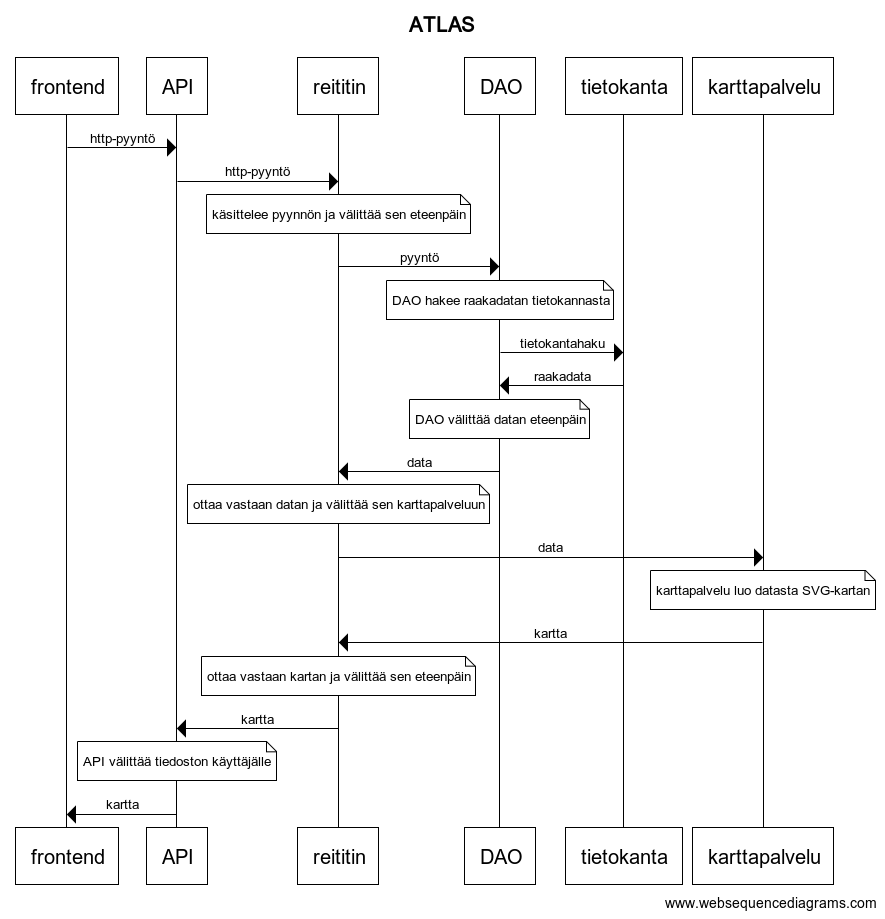 ATLAS
frontend
API
reititin
DAO
tietokanta
karttapalvelu
http-pyyntö
http-pyyntö
käsittelee pyynnön ja välittää sen eteenpäin
pyyntö
DAO hakee raakadatan tietokannasta
tietokantahaku
raakadata
DAO välittää datan eteenpäin
data
ottaa vastaan datan ja välittää sen karttapalveluun
data
karttapalvelu luo datasta SVG-kartan
kartta
ottaa vastaan kartan ja välittää sen eteenpäin
kartta
API välittää tiedoston käyttäjälle
kartta
frontend
API
reititin
DAO
tietokanta
karttapalvelu
www.websequencediagrams.com